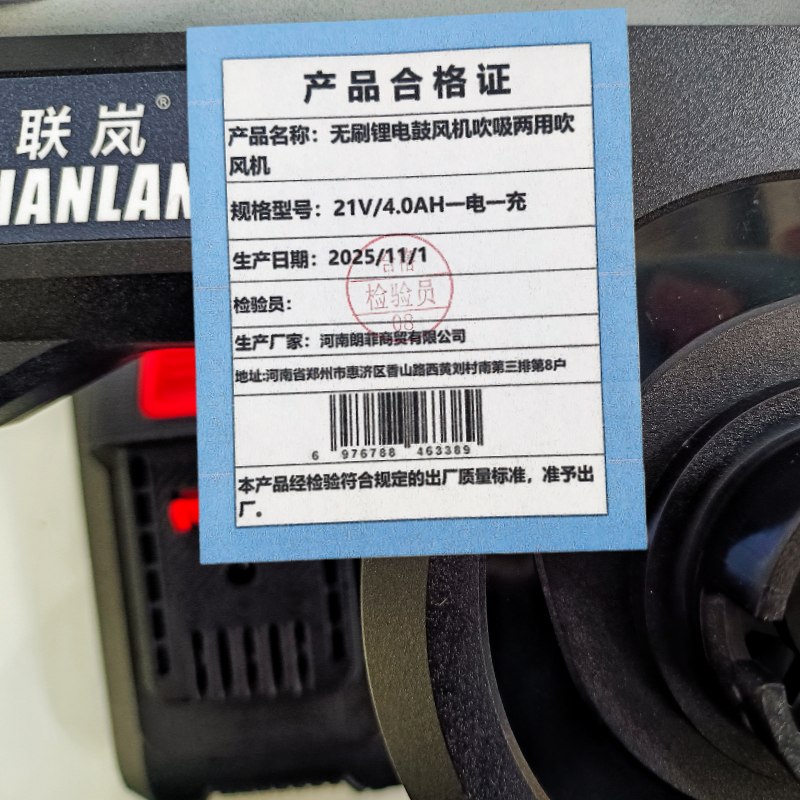 联岚®
IANLAN
产品合格证
产品名称：无刷锂电鼓风机吹吸两用吹
风机
规格型号：21V/4.0AH一电一充
生产日期：2025/11/1
合格
检验员：
检验员
08
生产厂家：河南朗菲商贸有限公司
地址:河南省郑州市惠济区香山路西黄刘村南第三排第8户
6 976788 463389
本产品经检验符合规定的出厂质量标准，准予出
厂。